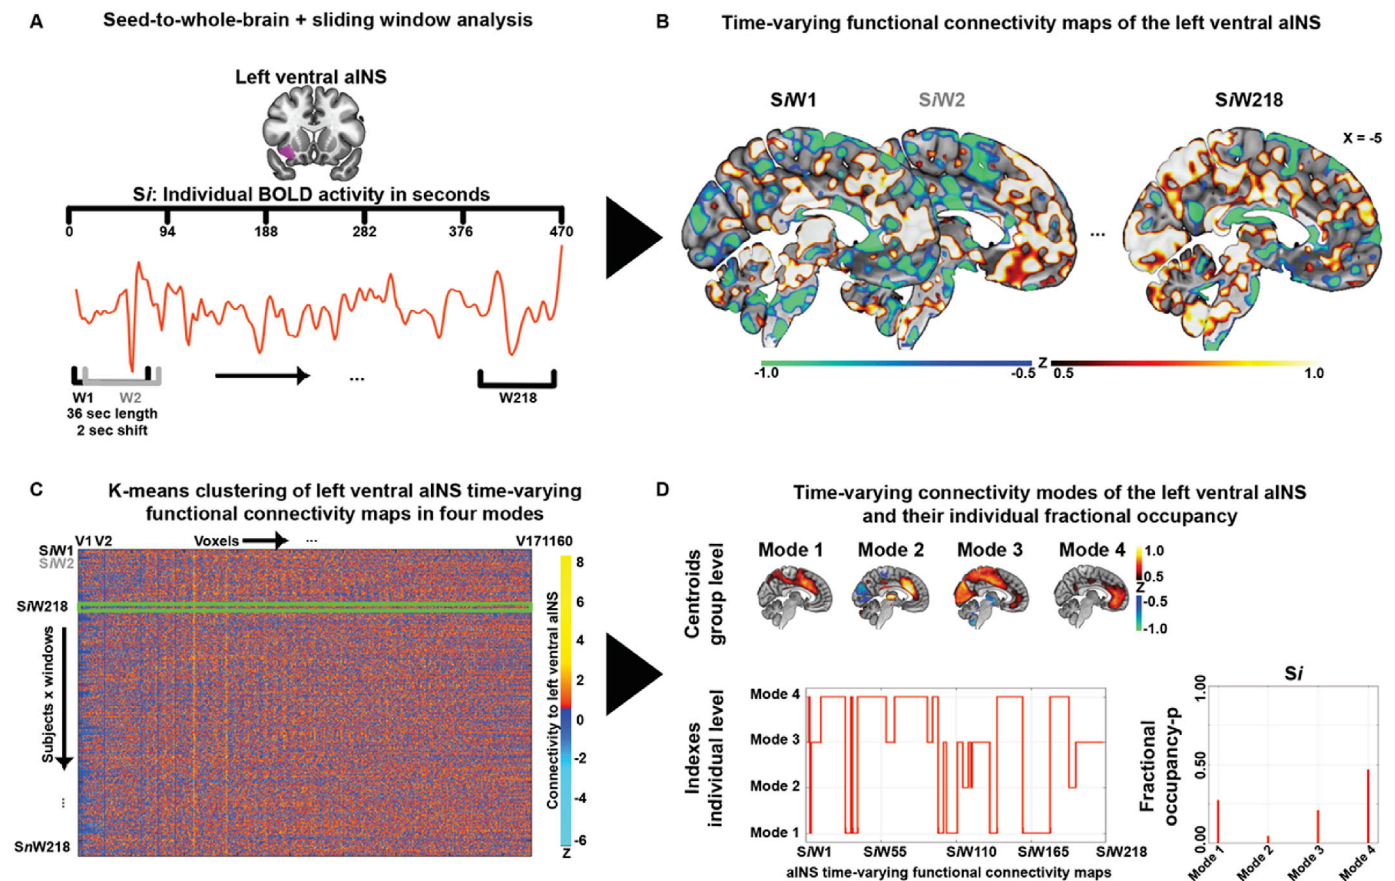 A
Seed-to-whole-brain + sliding window analysis
Left ventral aINS
Si: Individual BOLD activity in seconds
0 94 188 282 376 470
W1 W2 ... W218
36 sec length
2 sec shift
B
Time-varying functional connectivity maps of the left ventral aINS
SiW1 SiW2 SiW218
X = -5
...
-1.0 -0.5 Z 0.5 1.0
C
K-means clustering of left ventral aINS time-varying
functional connectivity maps in four modes
V1 V2 Voxels ... V171160
SiW1
SiW2
SiW218
Subjects x windows
...
SnW218
8
6
4
2
0
-2
-4
-6
Z
Connectivity to left ventral aINS
D
Time-varying connectivity modes of the left ventral aINS
and their individual fractional occupancy
Centroids
group level
Mode 1 Mode 2 Mode 3 Mode 4
1.0
0.5
Z
-0.5
-1.0
Indexes
individual level
Mode 4
Mode 3
Mode 2
Mode 1
SiW1 SiW55 SiW110 SiW165 SiW218
aINS time-varying functional connectivity maps
Si
Fractional
occupancy-p
1.00
0.50
0.00
Mode 1 Mode 2 Mode 3 Mode 4